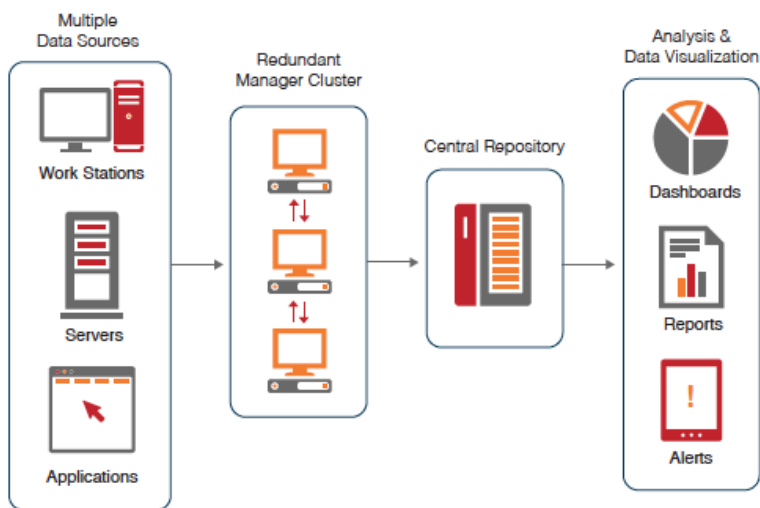 Multiple
Data Sources
Work Stations
Servers
Applications
Redundant
Manager Cluster
Central Repository
Analysis &
Data Visualization
Dashboards
Reports
!
Alerts